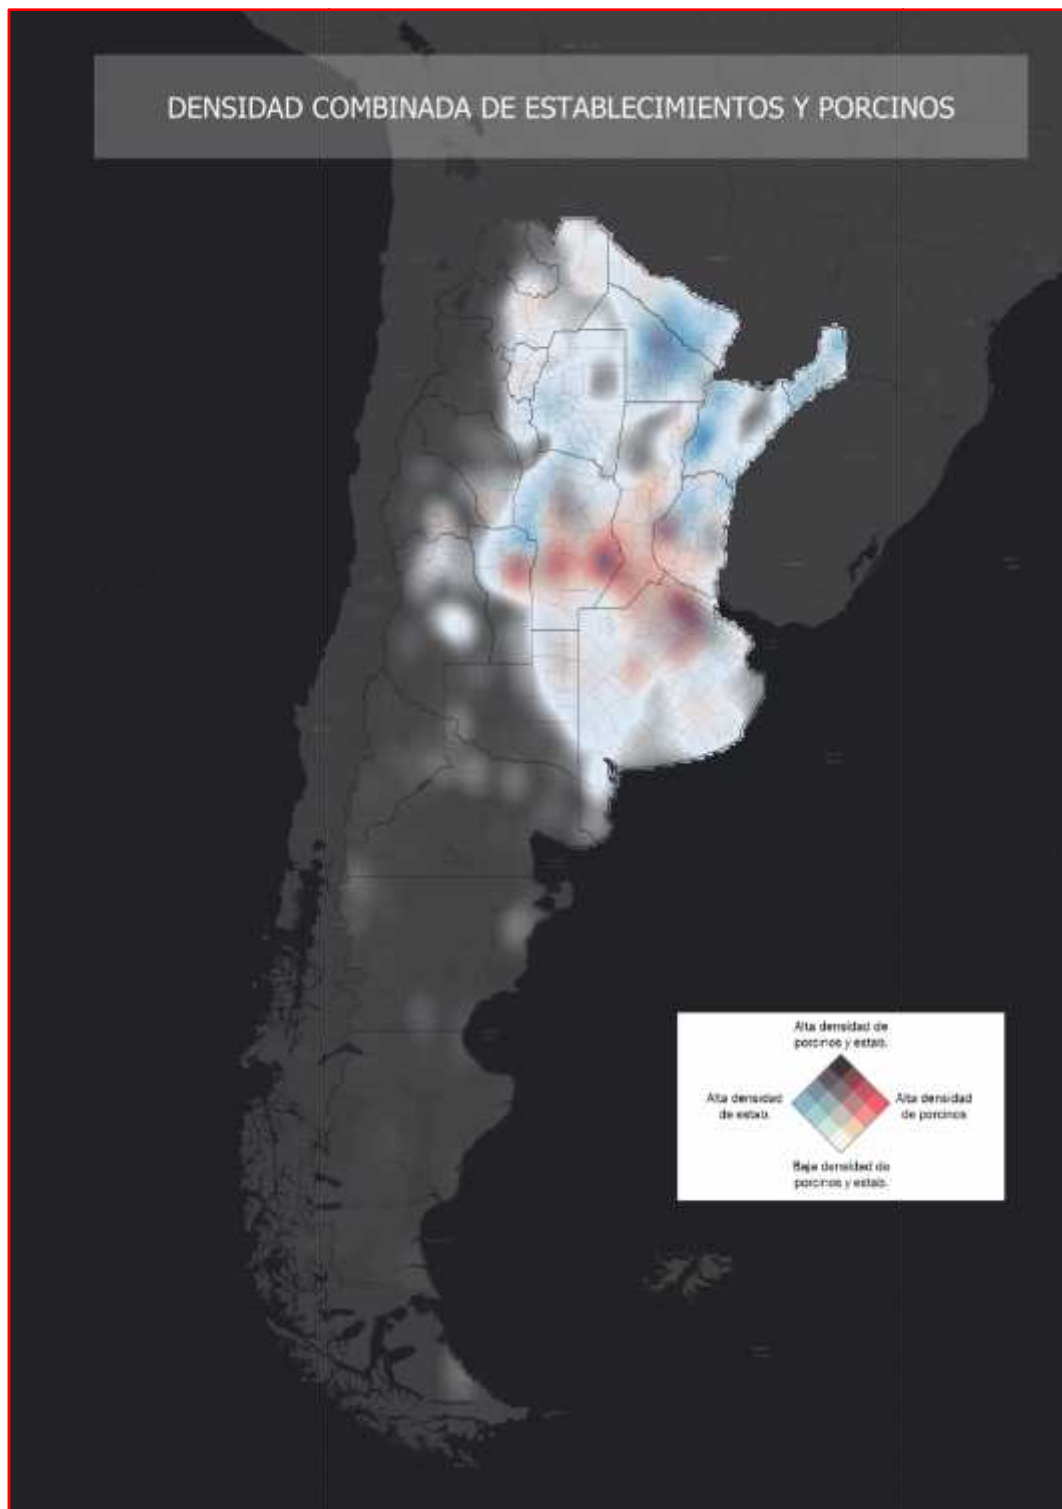 DENSIDAD COMBINADA DE ESTABLECIMIENTOS Y PORCINOS
Alta densidad de
porcinos y estab.
Alta densidad
de estab.
Alta densidad
de porcinos
Baja densidad de
porcinos y estab.